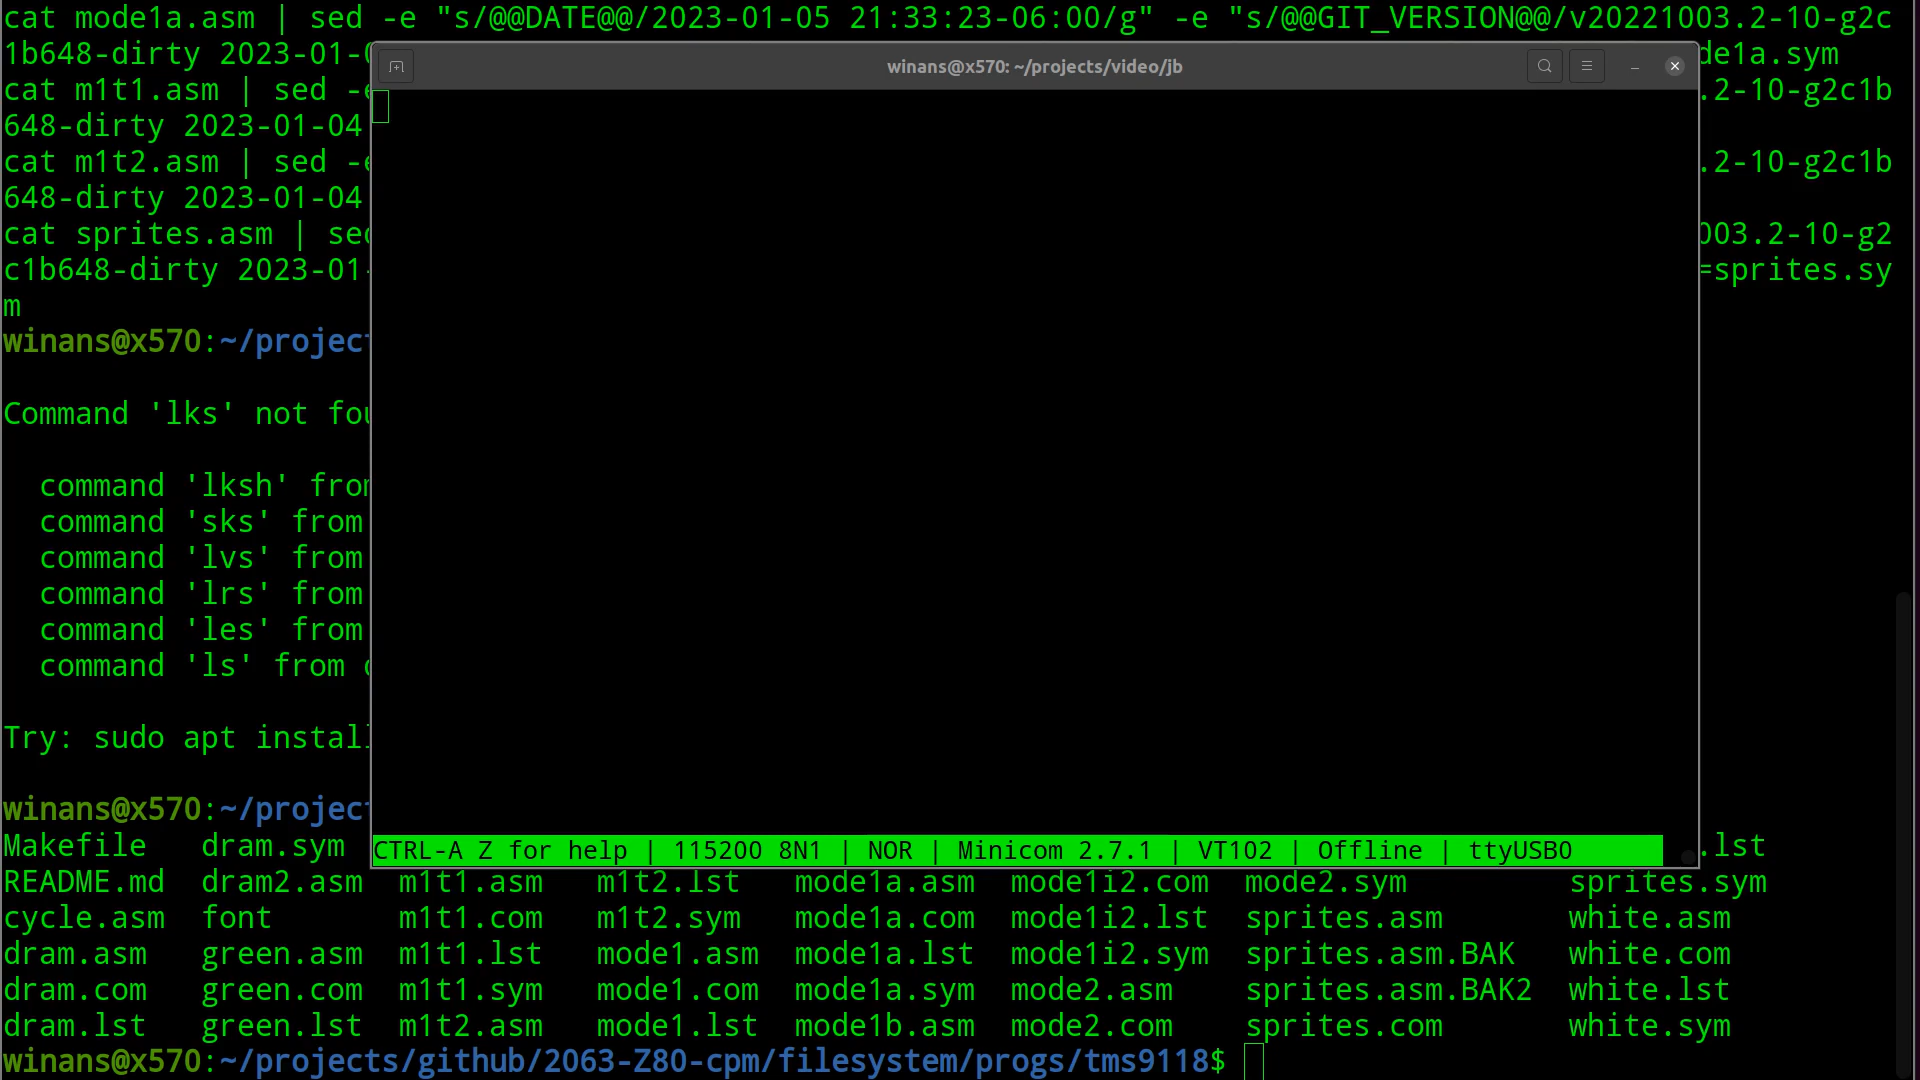 cat mode1a.asm | sed -e "s/@@DATE@@/2023-01-05 21:33:23-06:00/g" -e "s/@@GIT_VERSION@@/v20221003.2-10-g2c
1b648-dirty 2023-01- de1a.sym
winans@x570: ~/projects/video/jb
cat m1t1.asm | sed .2-10-g2c1b
648-dirty 2023-01-04
cat m1t2.asm | sed .2-10-g2c1b
648-dirty 2023-01-04
cat sprites.asm | 003.2-10-g2
c1b648-dirty 2023-01- =sprites.sy
m
winans@x570:~/project
Command 'lks' not fou
command 'lksh' from
command 'sks' from
command 'lvs' from
command 'lrs' from
command 'les' from
command 'ls' from
Try: sudo apt install
winans@x570:~/project
CTRL-A Z for help | 115200 8N1 | NOR | Minicom 2.7.1 | VT102 | Offline | ttyUSB0
Makefile dram.sym .lst
README.md dram2.asm m1t1.asm m1t2.lst mode1a.asm mode1i2.com mode2.sym sprites.sym
cycle.asm font m1t1.com m1t2.sym mode1a.com mode1i2.lst sprites.asm white.asm
dram.asm green.asm m1t1.lst mode1.asm mode1a.lst mode1i2.sym sprites.asm.BAK white.com
dram.com green.com m1t1.sym mode1.com mode1a.sym mode2.asm sprites.asm.BAK2 white.lst
dram.lst green.lst m1t2.asm mode1.lst mode1b.asm mode2.com sprites.com white.sym
winans@x570:~/projects/github/2063-Z80-cpm/filesystem/progs/tms9118$